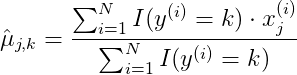 \hat{\mu}_{j,k} = \frac{\sum_{i=1}^{N} I(y^{(i)} = k) \cdot x_j^{(i)}}{\sum_{i=1}^{N} I(y^{(i)} = k)}